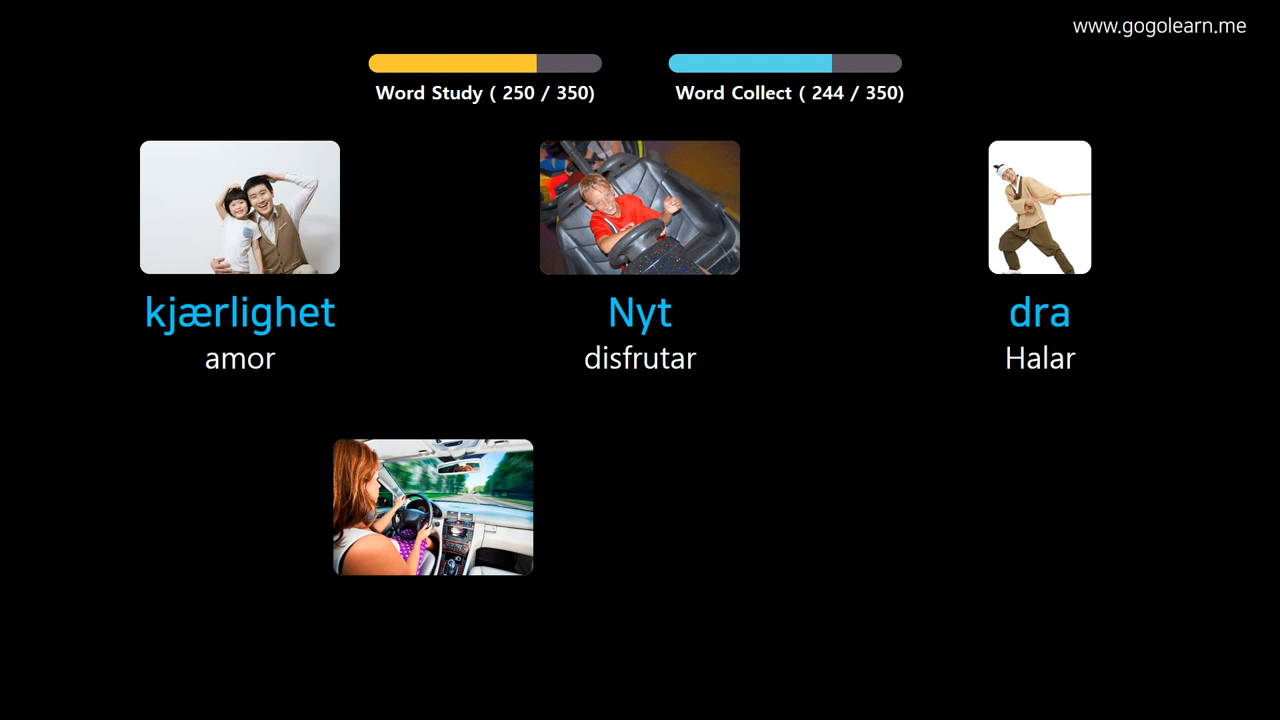 www.gogolearn.me
Word Study ( 250 / 350)
Word Collect ( 244 / 350)
kjærlighet
amor
Nyt
disfrutar
dra
Halar